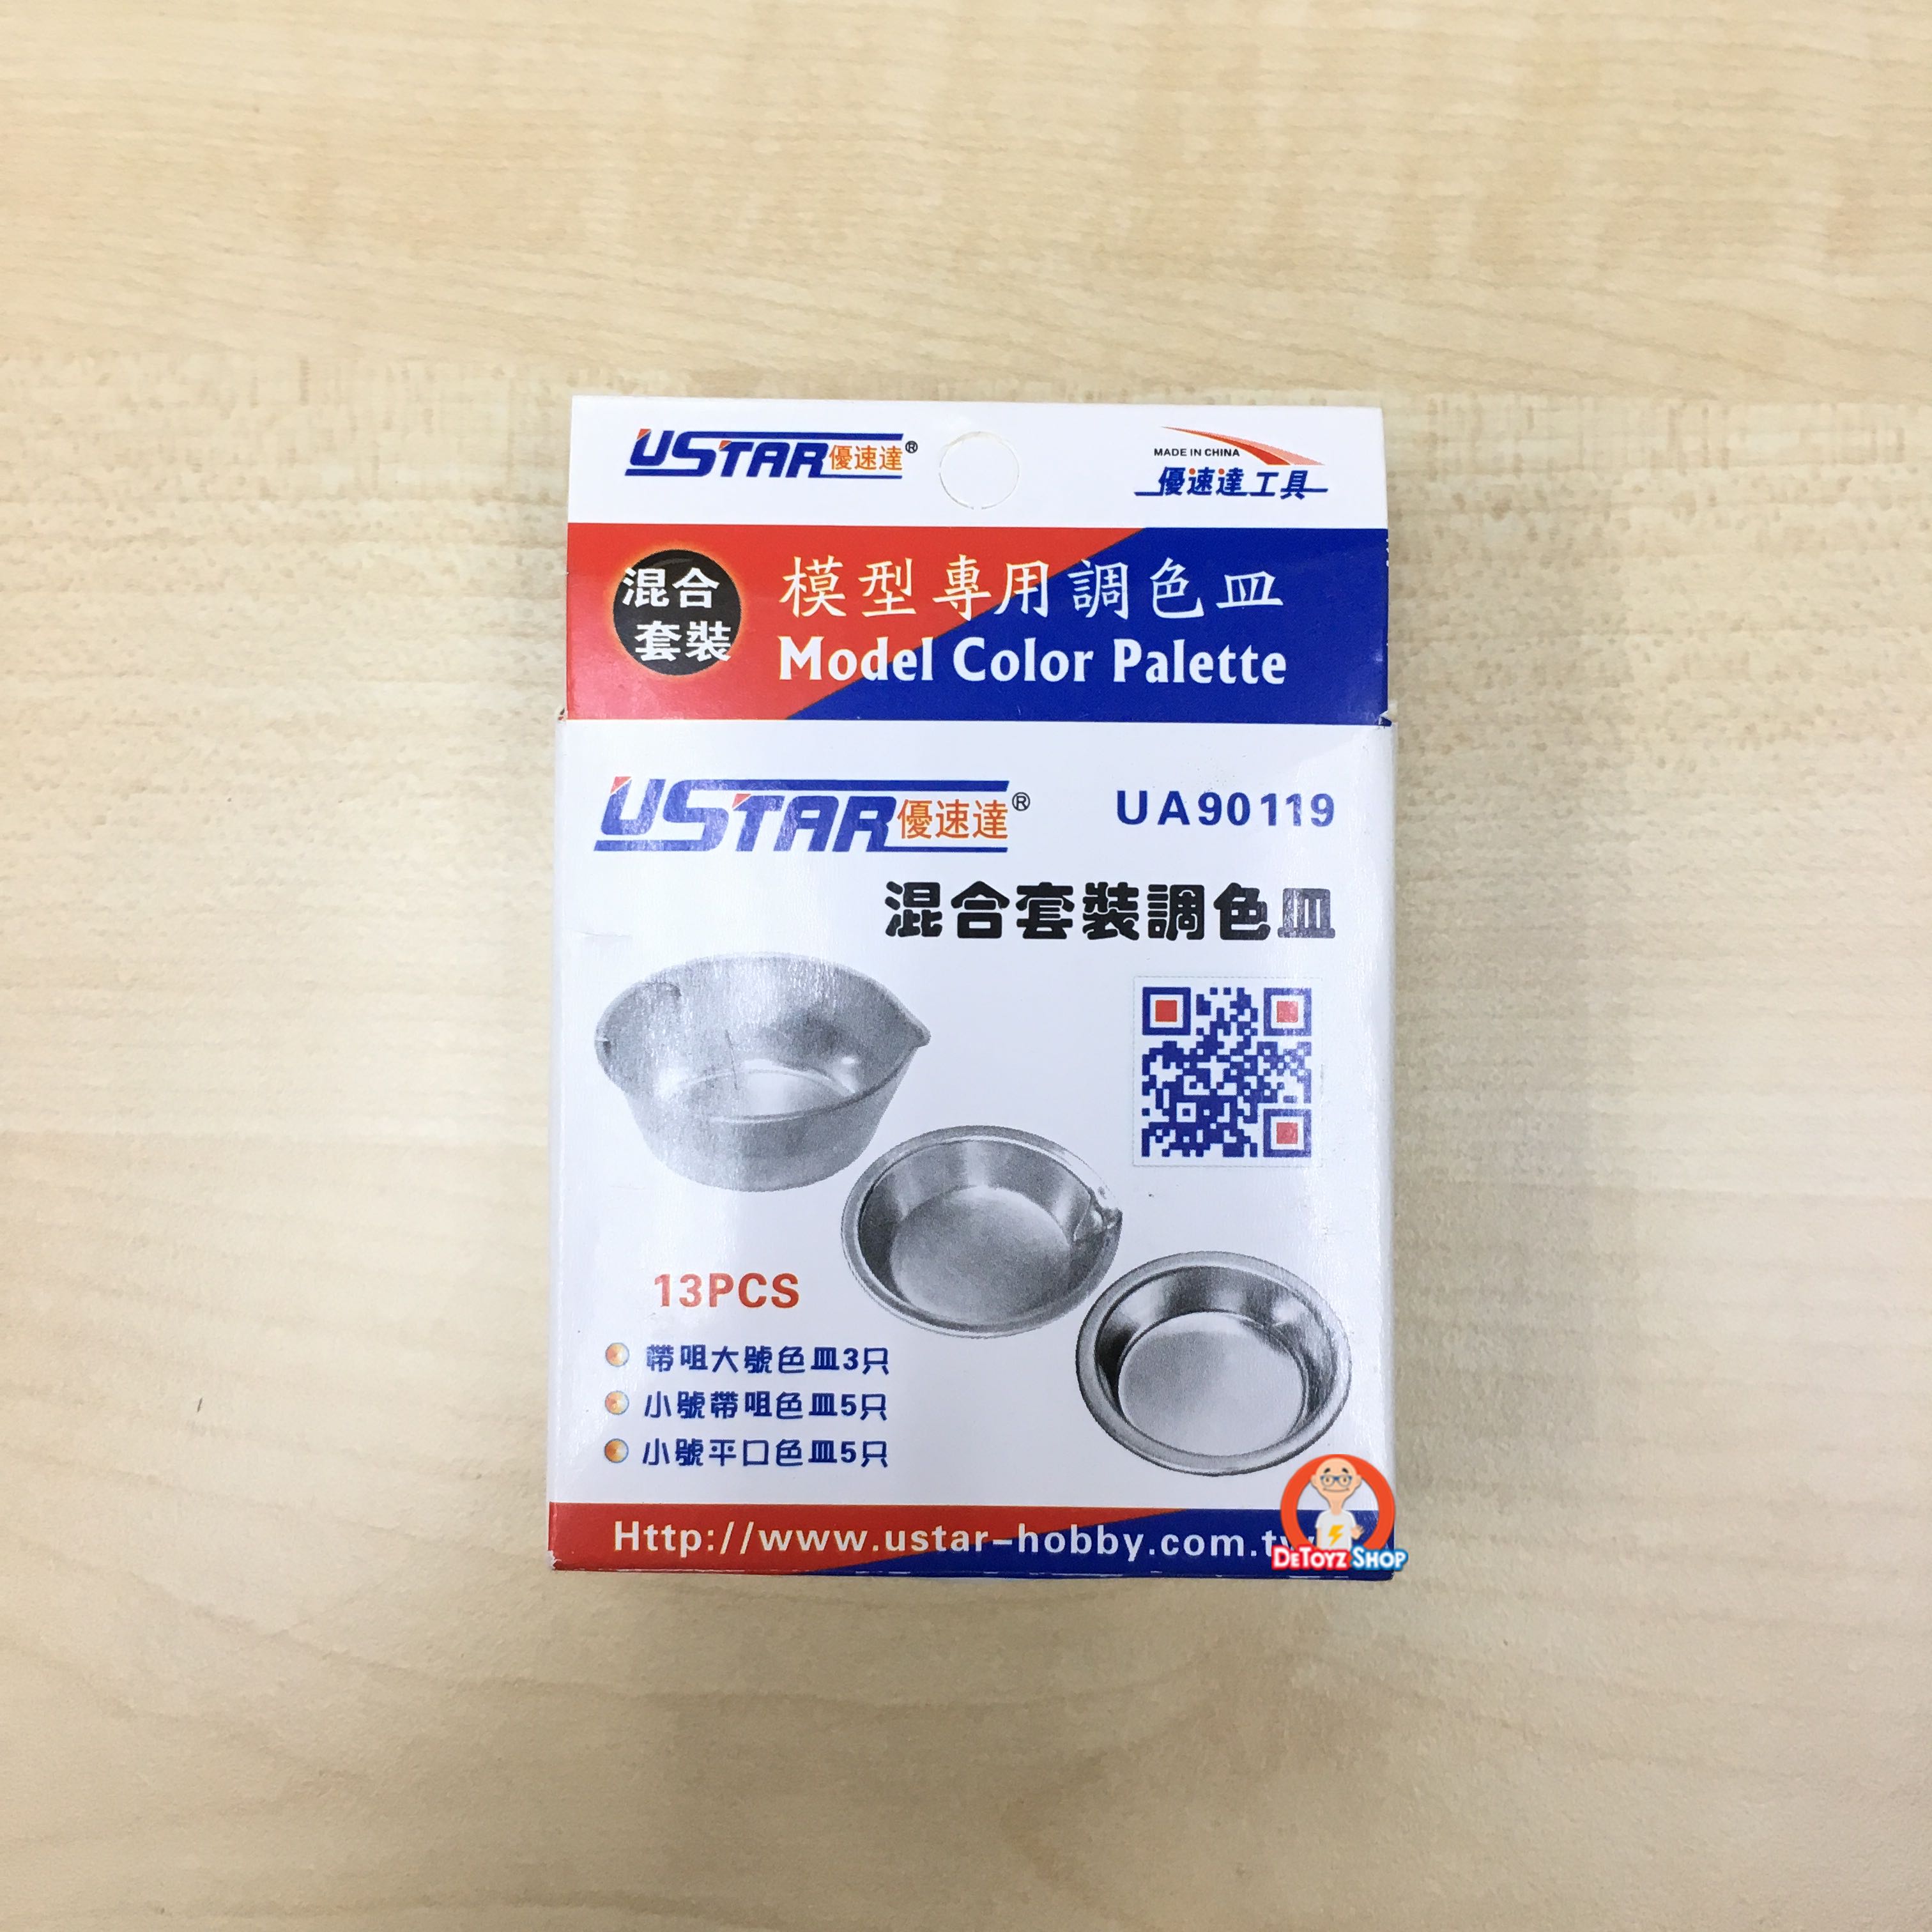 USTAR優速達®
MADE IN CHINA
優速達工具
混合
套裝
模型專用調色皿
Model Color Palette
USTAR優速達®
UA90119
混合套裝調色皿
13PCS
帶咀大號色皿3只
小號帶咀色皿5只
小號平口色皿5只
Http://www.ustar-hobby.com.tw
DeToyz Shop